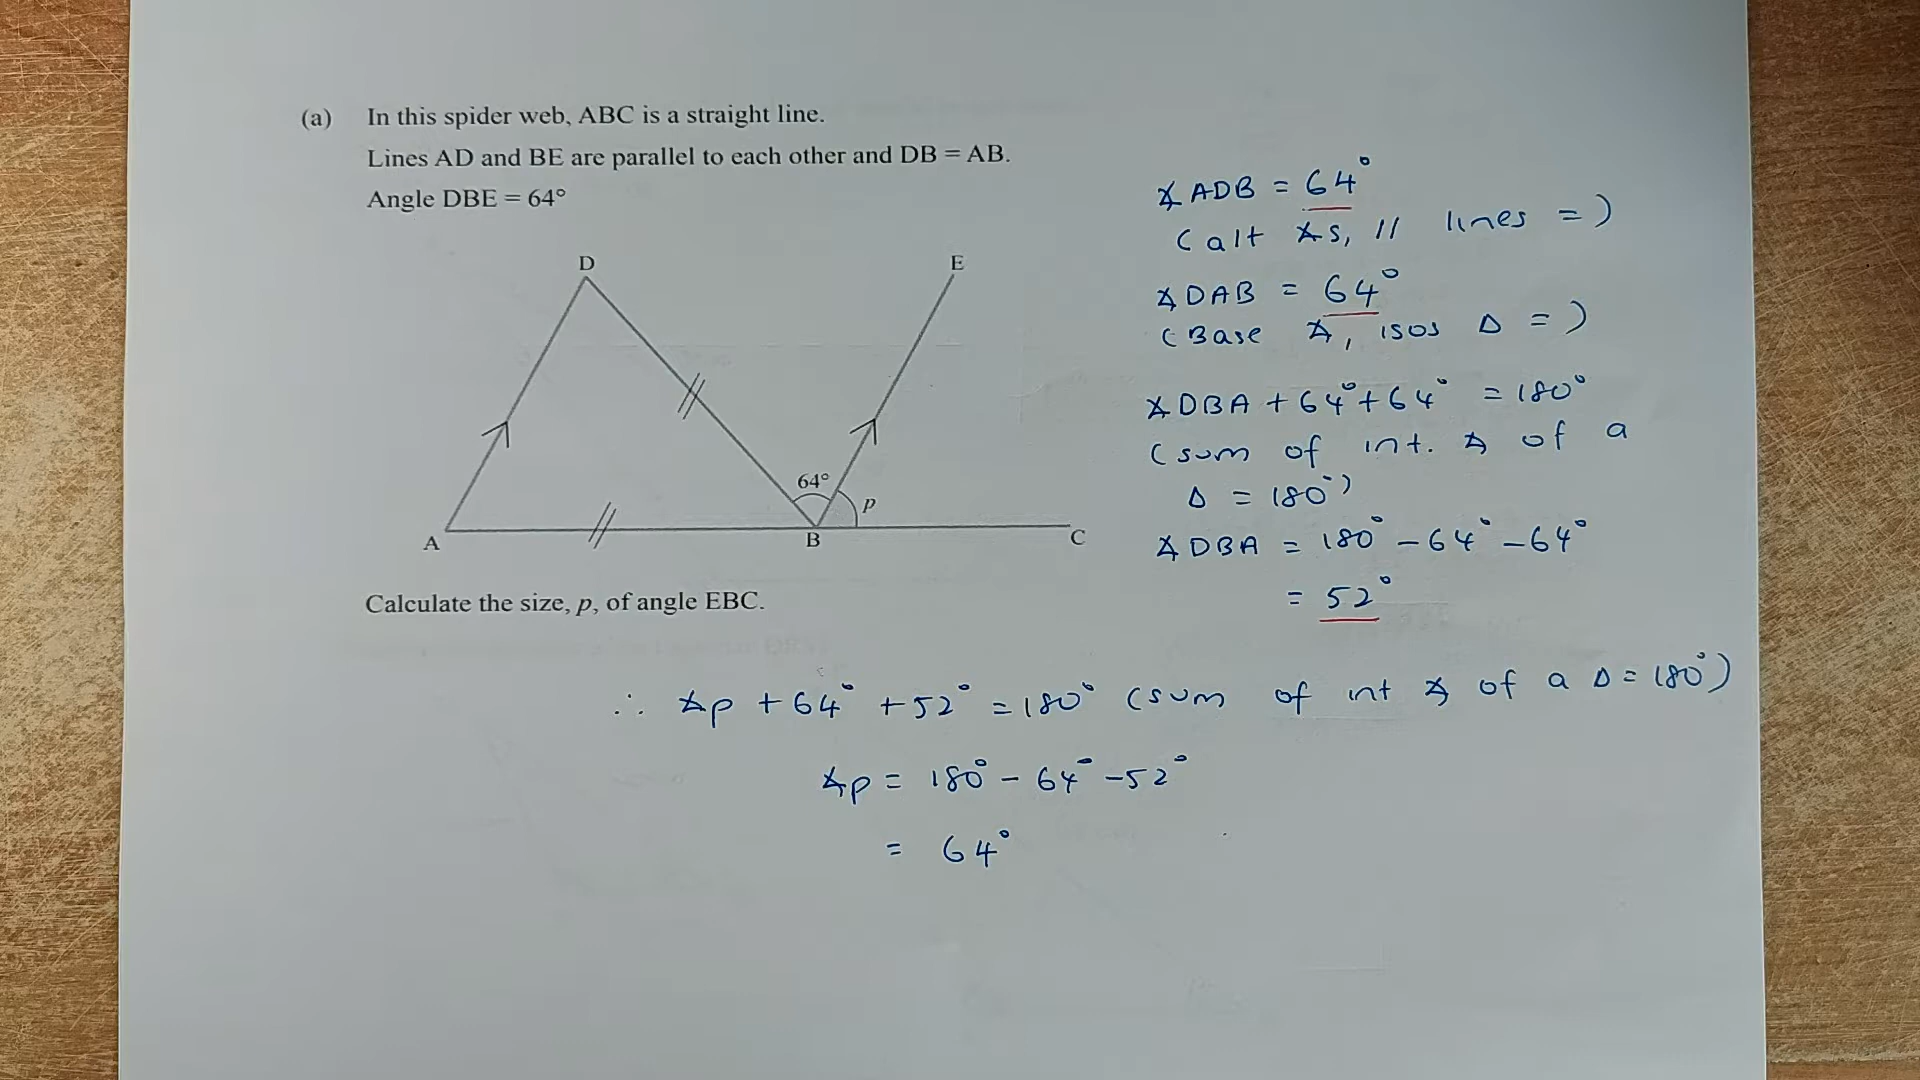 (a) In this spider web, ABC is a straight line.
Lines AD and BE are parallel to each other and DB = AB.
Angle DBE = 64°
D
E
64°
p
A
B
C
Calculate the size, p, of angle EBC.
∡ADB = 64°
(alt ∡s, // lines =)
∡DAB = 64°
(Base ∡, isos Δ =)
∡DBA + 64° + 64° = 180°
(sum of int. ∡ of a
Δ = 180°)
∡DBA = 180° - 64° - 64°
= 52°
∴ ∡p + 64° + 52° = 180° (sum of int ∡ of a Δ = 180°)
∡p = 180° - 64° - 52°
= 64°